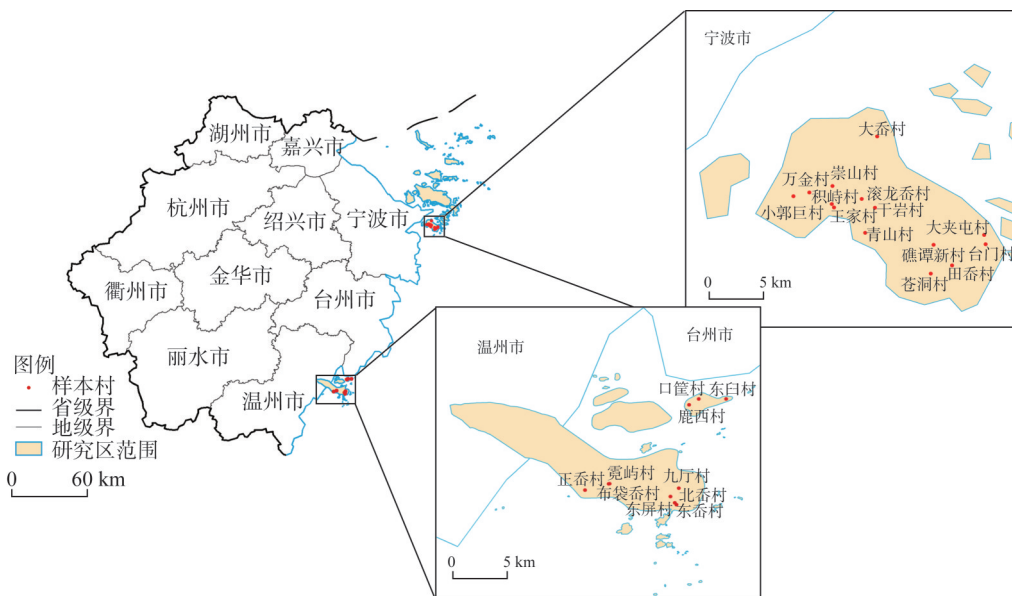 湖州市
嘉兴市
杭州市
绍兴市
宁波市
衢州市
金华市
台州市
丽水市
温州市
图例
样本村
省级界
地级界
研究区范围
0 60 km
宁波市
大岙村
崇山村
万金村
积峙村
滚龙岙村
小郭巨村
王家村
干岩村
青山村
大夹屯村
礁谭新村
台门村
苍洞村
田岙村
0 5 km
台州市
温州市
口筐村
东臼村
鹿西村
正岙村
霓屿村
九厅村
布袋岙村
北岙村
东屏村
东岙村
0 5 km